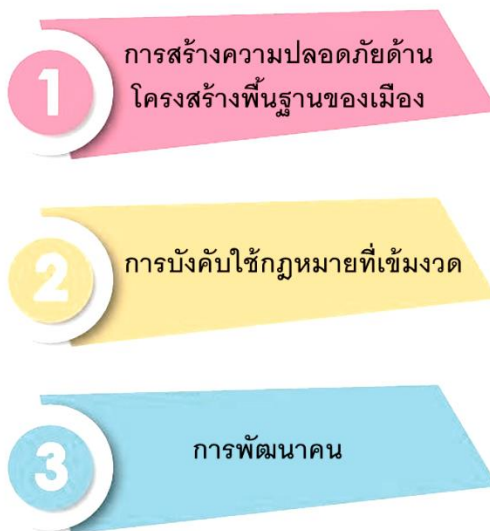 1
การสร้างความปลอดภัยด้าน
โครงสร้างพื้นฐานของเมือง
2
การบังคับใช้กฎหมายที่เข้มงวด
3
การพัฒนาคน